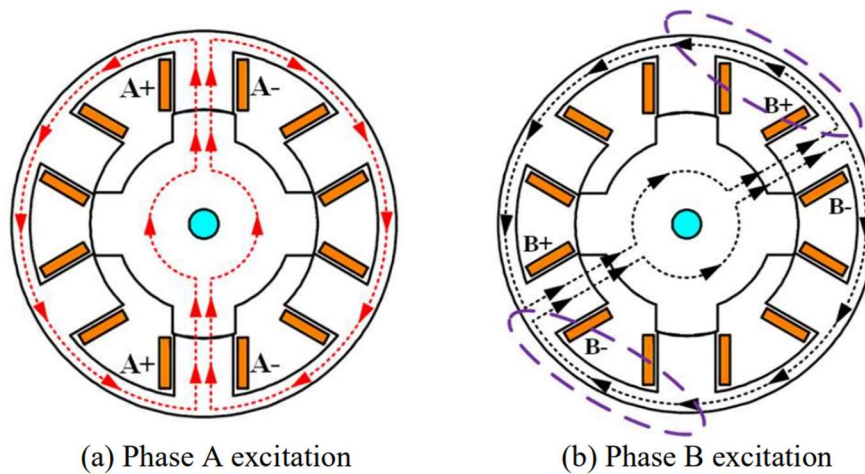 A+ A-
A+ A-
B+
B-
B+
B-
(a) Phase A excitation
(b) Phase B excitation